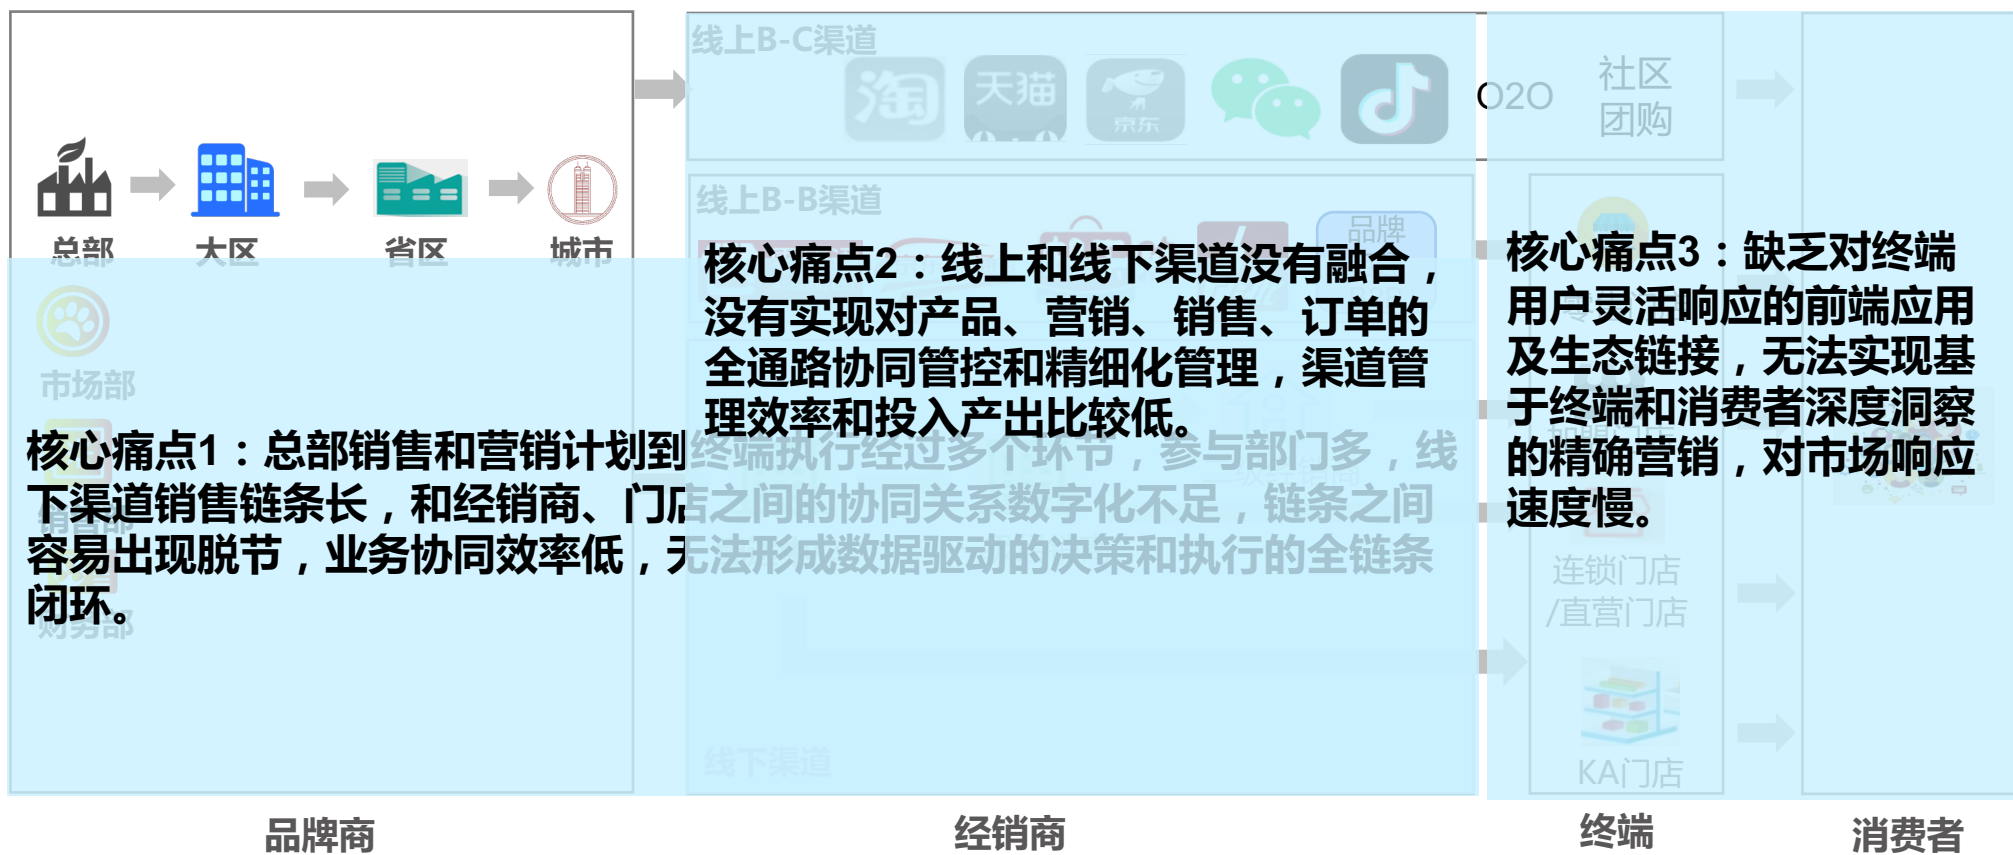 线上B-C渠道
淘
天猫
京东
O2O
社区
团购
总部
大区
省区
城市
线上B-B渠道
品牌
市场部
销售部
财务部
核心痛点1：总部销售和营销计划到终端执行经过多个环节，参与部门多，线
下渠道销售链条长，和经销商、门店之间的协同关系数字化不足，链条之间
容易出现脱节，业务协同效率低，无法形成数据驱动的决策和执行的全链条
闭环。
核心痛点2：线上和线下渠道没有融合，
没有实现对产品、营销、销售、订单的
全通路协同管控和精细化管理，渠道管
理效率和投入产出比较低。
核心痛点3：缺乏对终端
用户灵活响应的前端应用
及生态链接，无法实现基
于终端和消费者深度洞察
的精确营销，对市场响应
速度慢。
加盟门店
连锁门店
/直营门店
KA门店
线下渠道
品牌商
经销商
终端
消费者